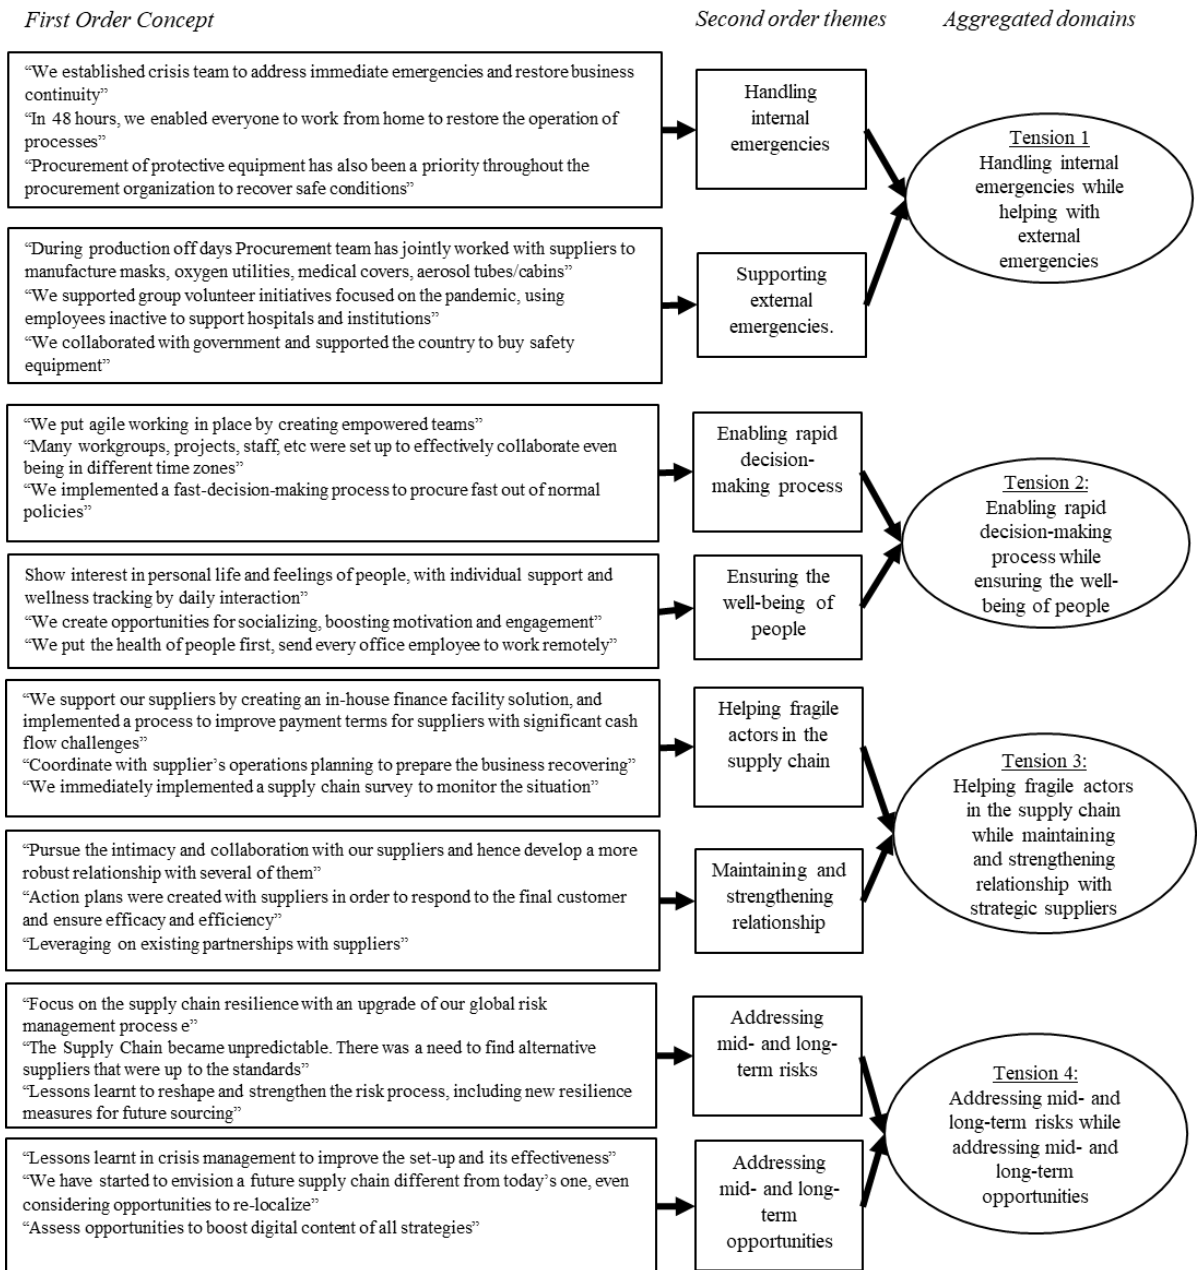 First Order Concept
Second order themes
Aggregated domains
“We established crisis team to address immediate emergencies and restore business
continuity”
“In 48 hours, we enabled everyone to work from home to restore the operation of
processes”
“Procurement of protective equipment has also been a priority throughout the
procurement organization to recover safe conditions”
Handling
internal
emergencies
“During production off days Procurement team has jointly worked with suppliers to
manufacture masks, oxygen utilities, medical covers, aerosol tubes/cabins”
“We supported group volunteer initiatives focused on the pandemic, using
employees inactive to support hospitals and institutions”
“We collaborated with government and supported the country to buy safety
equipment”
Supporting
external
emergencies.
Tension 1
Handling internal
emergencies while
helping with
external
emergencies
“We put agile working in place by creating empowered teams”
“Many workgroups, projects, staff, etc were set up to effectively collaborate even
being in different time zones”
“We implemented a fast-decision-making process to procure fast out of normal
policies”
Enabling rapid
decision-
making process
Show interest in personal life and feelings of people, with individual support and
wellness tracking by daily interaction”
“We create opportunities for socializing, boosting motivation and engagement”
“We put the health of people first, send every office employee to work remotely”
Ensuring the
well-being of
people
Tension 2:
Enabling rapid
decision-making
process while
ensuring the well-
being of people
“We support our suppliers by creating an in-house finance facility solution, and
implemented a process to improve payment terms for suppliers with significant cash
flow challenges”
“Coordinate with supplier’s operations planning to prepare the business recovering”
“We immediately implemented a supply chain survey to monitor the situation”
Helping fragile
actors in the
supply chain
“Pursue the intimacy and collaboration with our suppliers and hence develop a more
robust relationship with several of them”
“Action plans were created with suppliers in order to respond to the final customer
and ensure efficacy and efficiency”
“Leveraging on existing partnerships with suppliers”
Maintaining and
strengthening
relationship
Tension 3:
Helping fragile actors
in the supply chain
while maintaining
and strengthening
relationship with
strategic suppliers
“Focus on the supply chain resilience with an upgrade of our global risk
management process e”
“The Supply Chain became unpredictable. There was a need to find alternative
suppliers that were up to the standards”
“Lessons learnt to reshape and strengthen the risk process, including new resilience
measures for future sourcing”
Addressing
mid- and long-
term risks
“Lessons learnt in crisis management to improve the set-up and its effectiveness”
“We have started to envision a future supply chain different from today’s one, even
considering opportunities to re-localize”
“Assess opportunities to boost digital content of all strategies”
Addressing
mid- and long-
term
opportunities
Tension 4:
Addressing mid- and
long-term risks while
addressing mid- and
long-term
opportunities